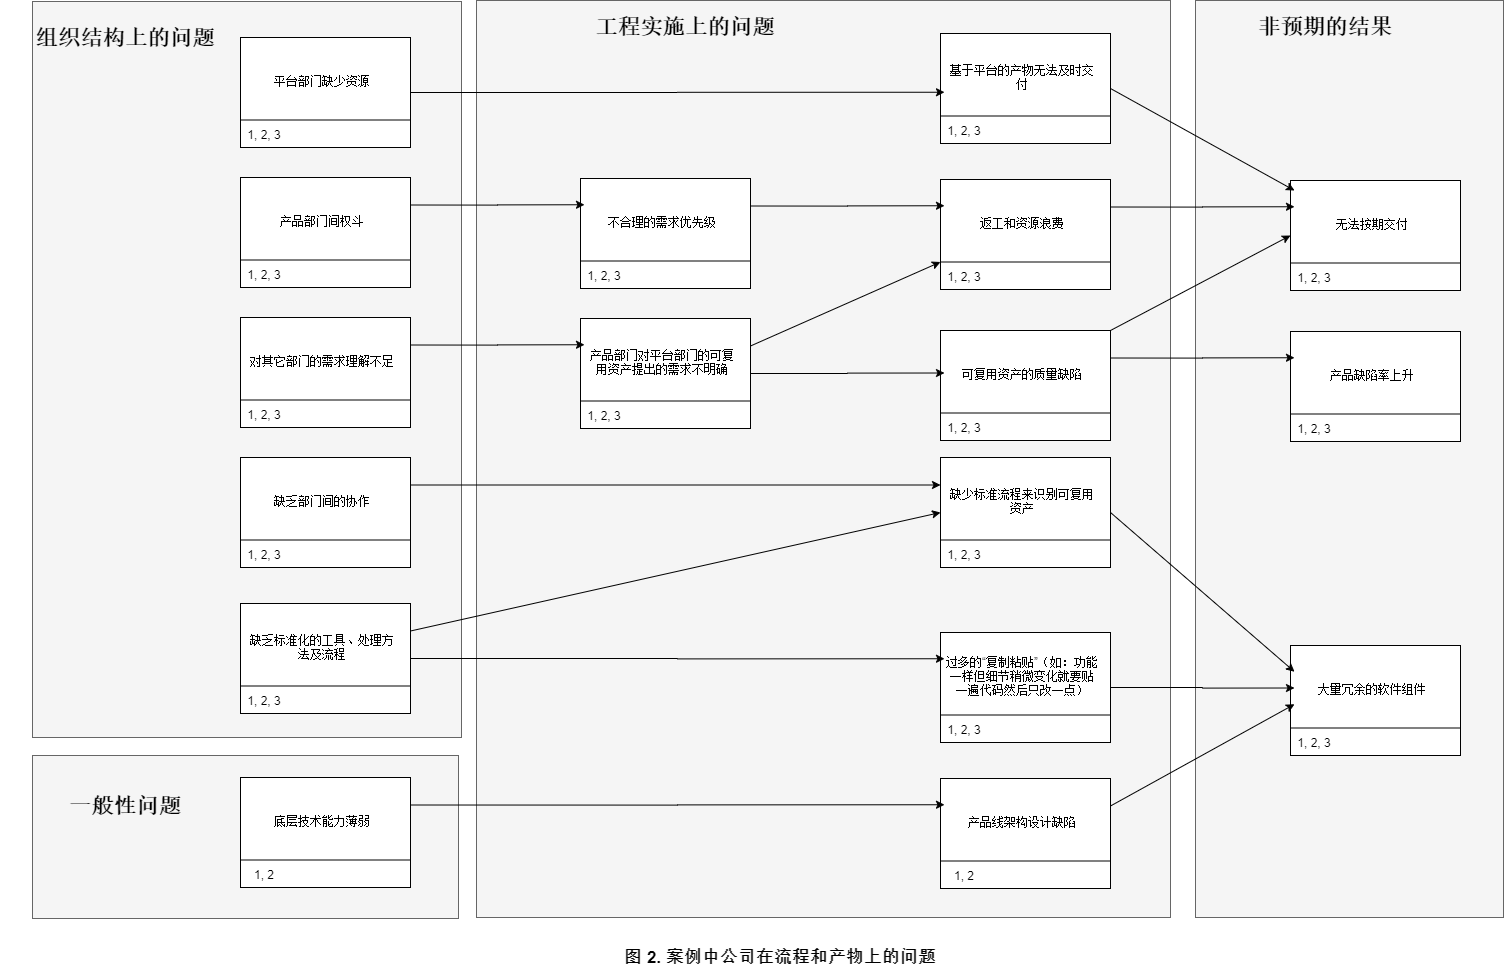 组织结构上的问题
平台部门缺少资源
1, 2, 3
产品部门间权斗
1, 2, 3
对其它部门的需求理解不足
1, 2, 3
缺乏部门间的协作
1, 2, 3
缺乏标准化的工具、处理方
法及流程
1, 2, 3
一般性问题
底层技术能力薄弱
1, 2
工程实施上的问题
不合理的需求优先级
1, 2, 3
产品部门对平台部门的可复
用资产提出的需求不明确
1, 2, 3
基于平台的产物无法及时交
付
1, 2, 3
返工和资源浪费
1, 2, 3
可复用资产的质量缺陷
1, 2, 3
缺少标准流程来识别可复用
资产
1, 2, 3
过多的“复制粘贴”（如：功能
一样但细节稍微变化就要贴
一遍代码然后只改一点）
1, 2, 3
产品线架构设计缺陷
1, 2
非预期的结果
无法按期交付
1, 2, 3
产品缺陷率上升
1, 2, 3
大量冗余的软件组件
1, 2, 3
图 2. 案例中公司在流程和产物上的问题